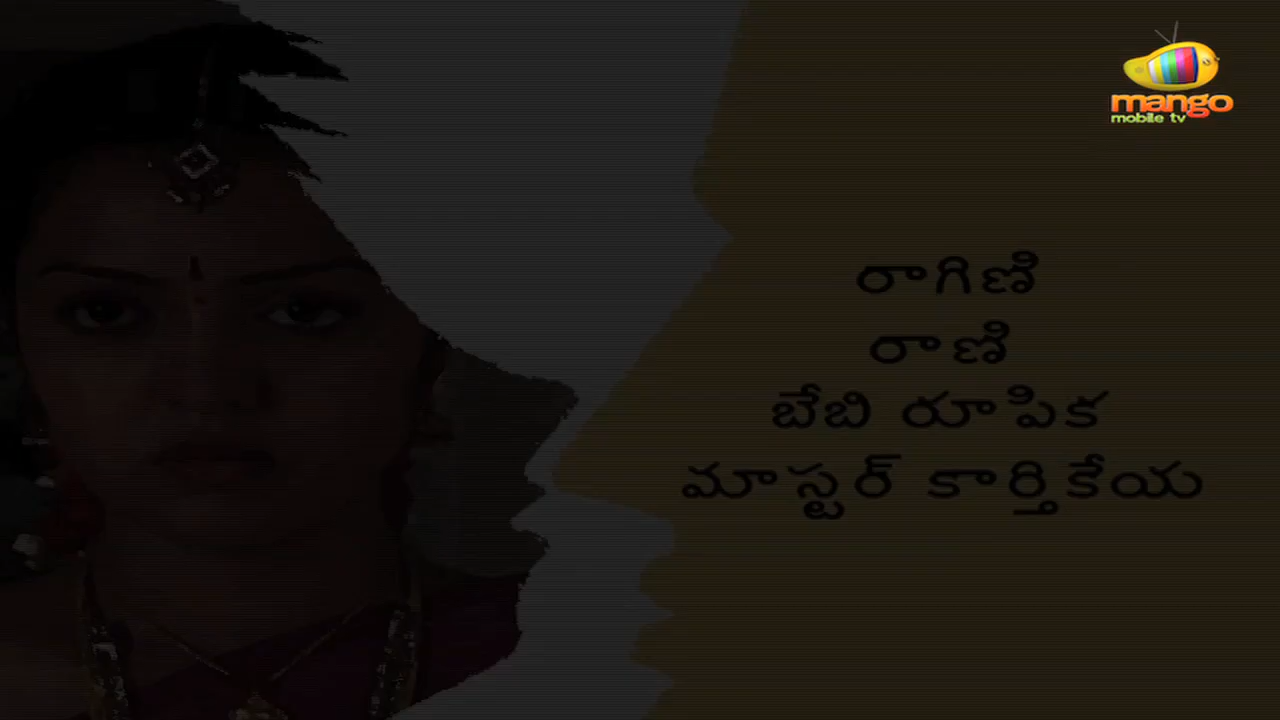 mango
mobile tv
రాగిణి
రాణి
బేబి రూపిక
మాస్టర్ కార్తికేయ